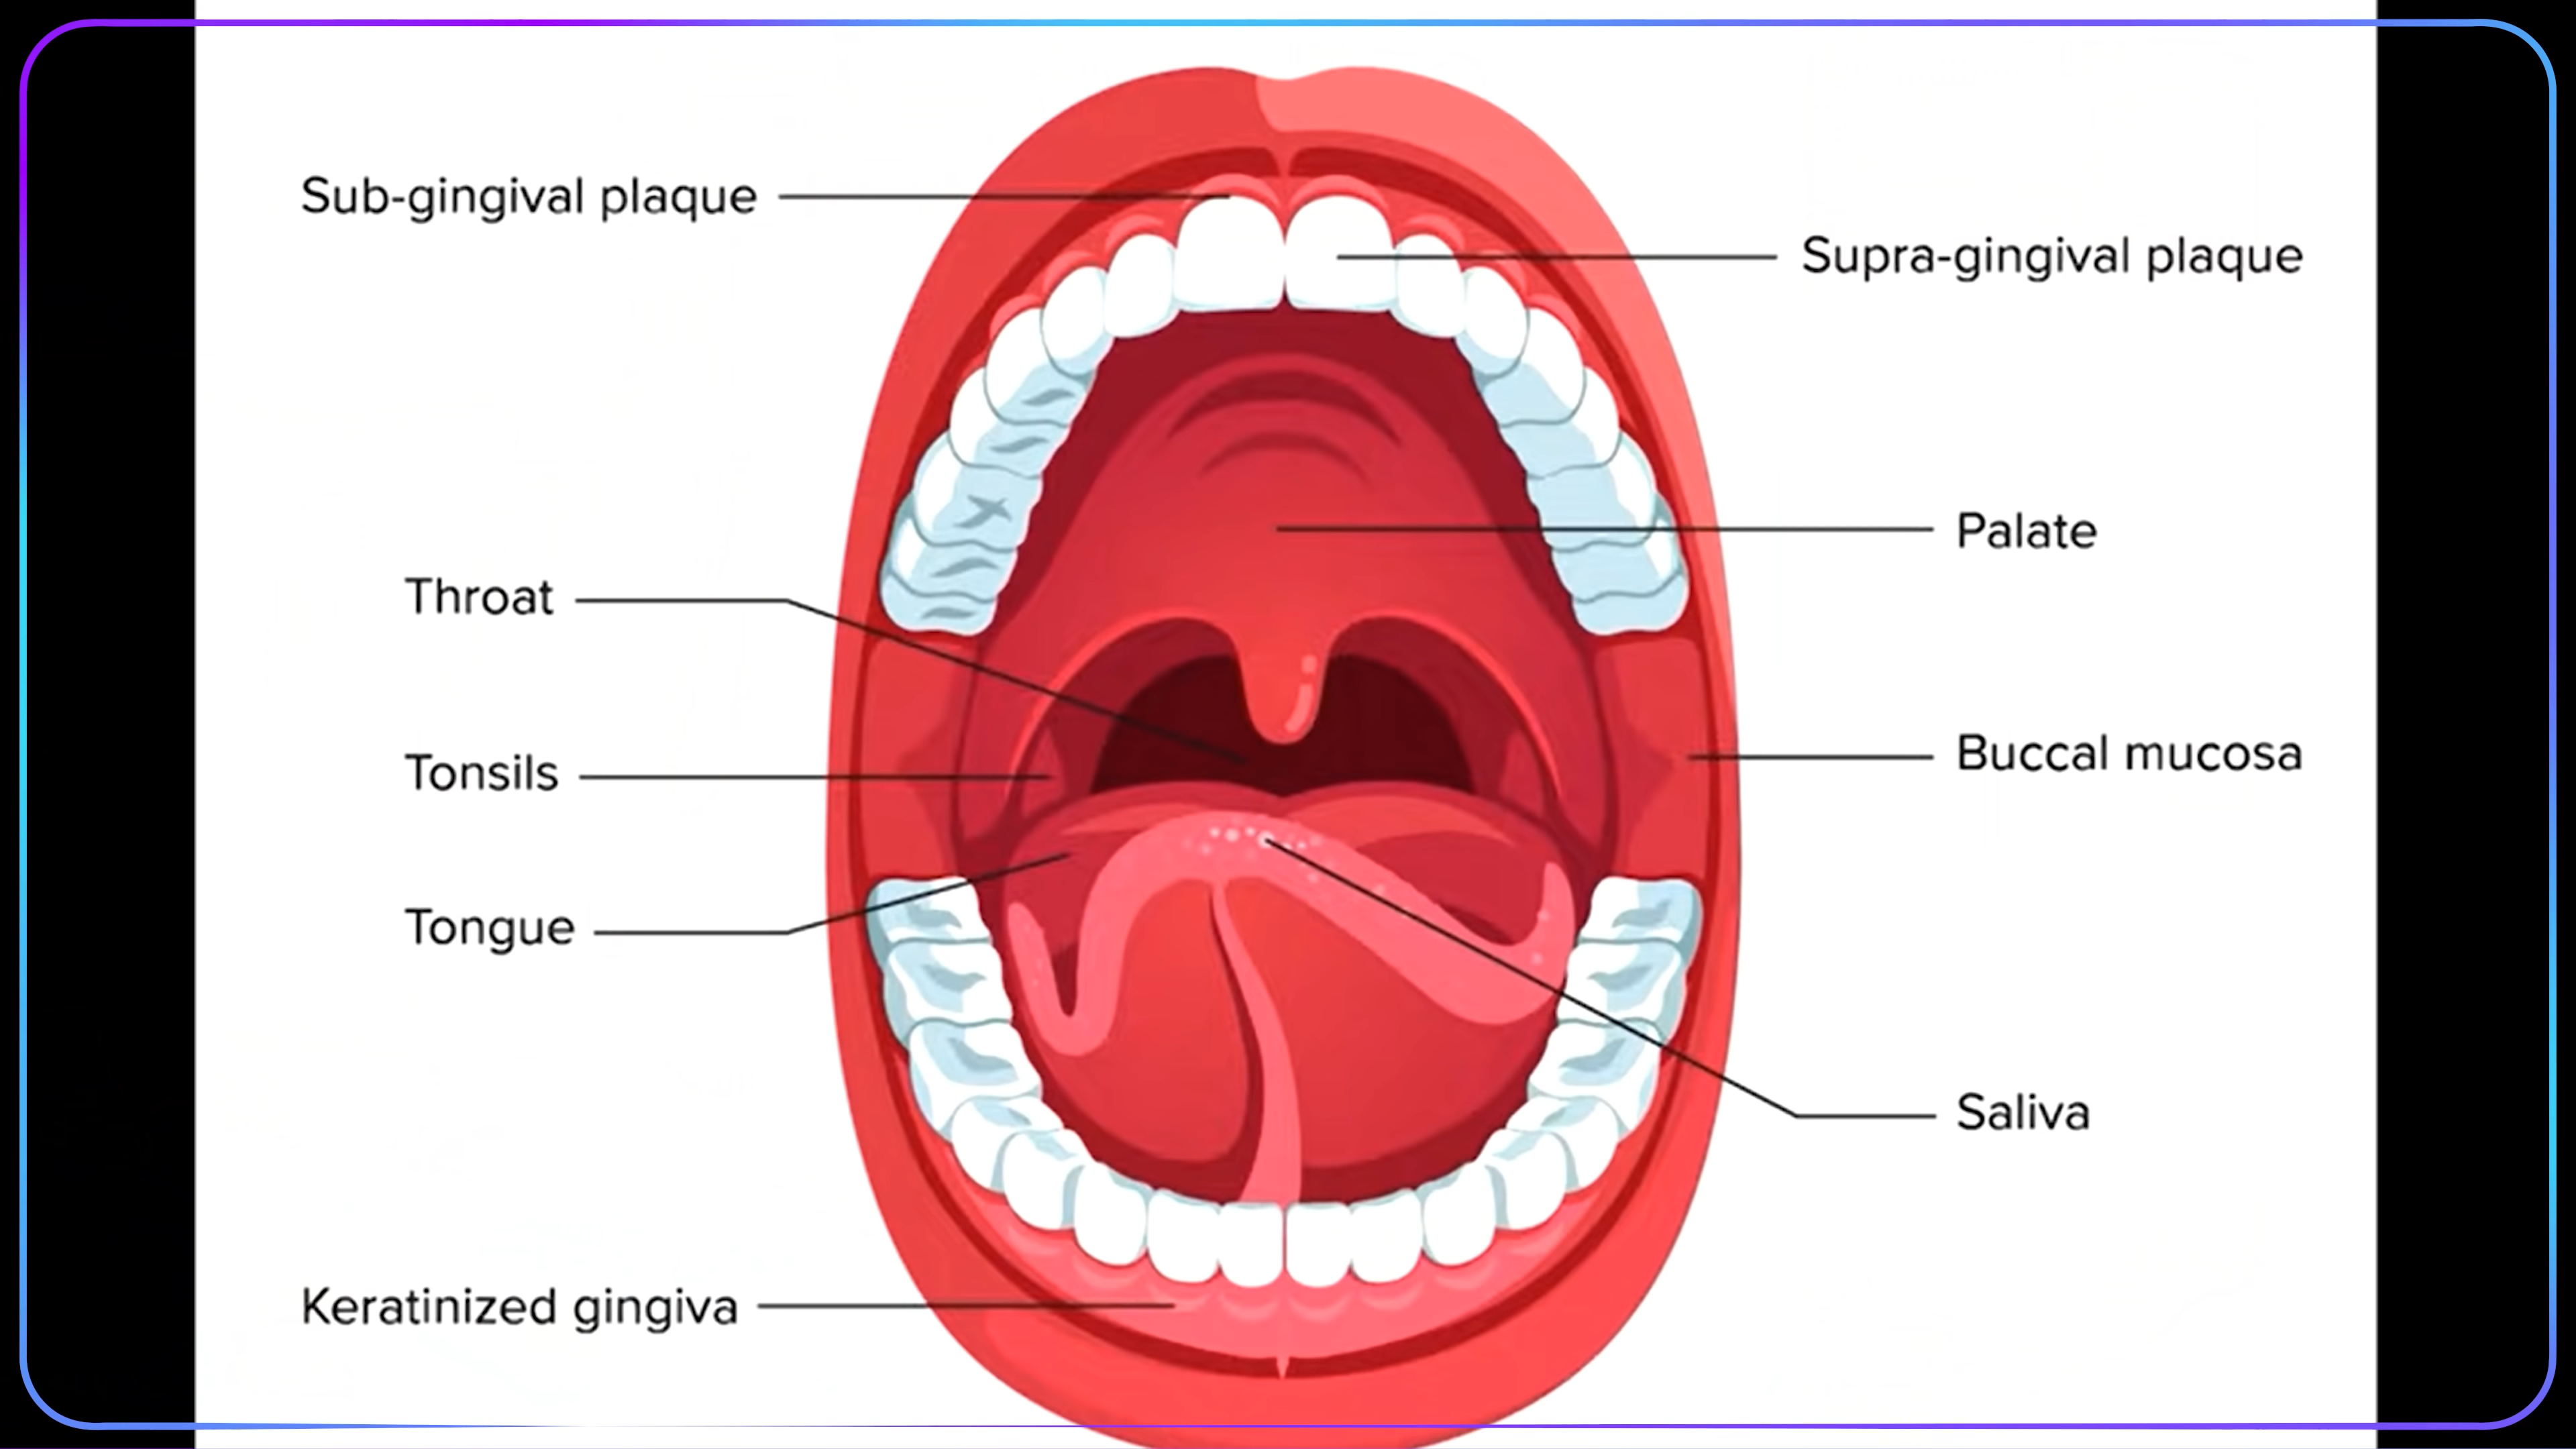 Sub-gingival plaque
Supra-gingival plaque
Palate
Throat
Buccal mucosa
Tonsils
Tongue
Saliva
Keratinized gingiva